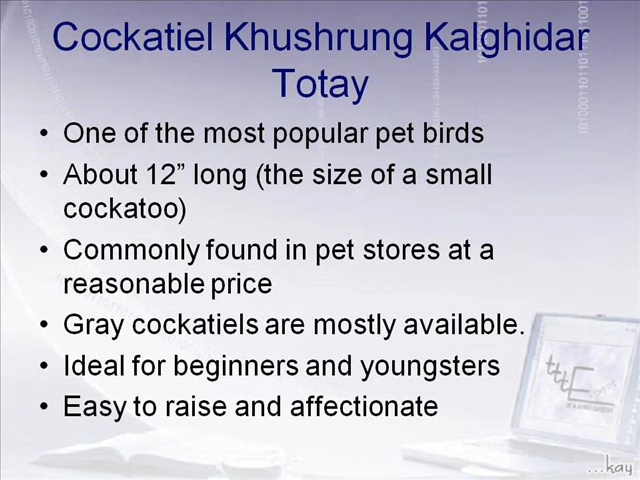 Cockatiel Khushrung Kalghidar
Totay
• One of the most popular pet birds
• About 12” long (the size of a small
cockatoo)
• Commonly found in pet stores at a
reasonable price
• Gray cockatiels are mostly available.
• Ideal for beginners and youngsters
• Easy to raise and affectionate
...kay